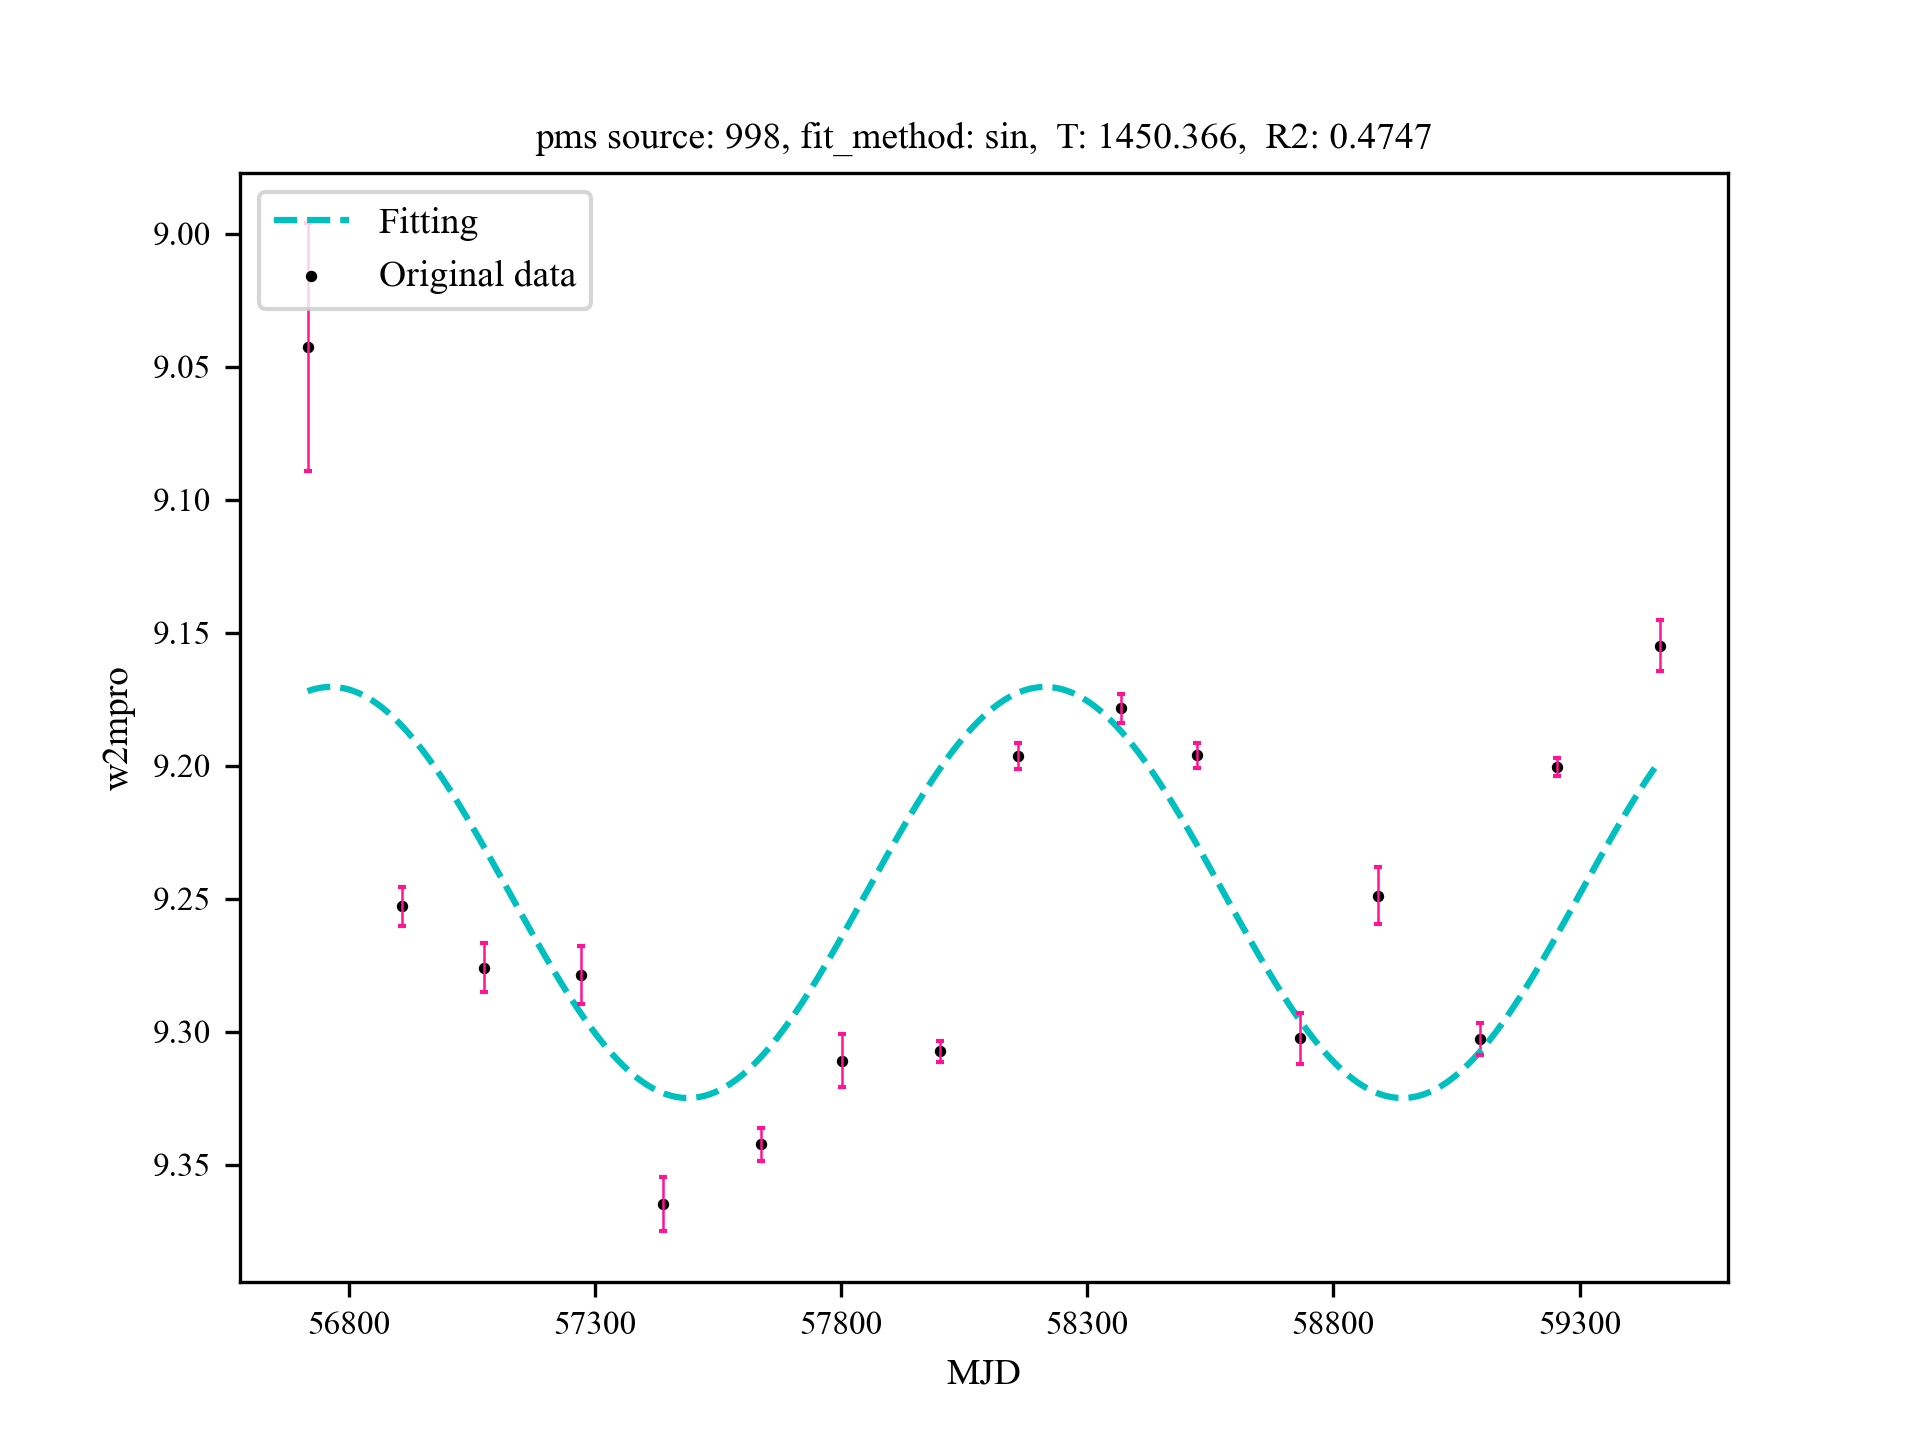 pms source: 998, fit_method: sin,  T: 1450.366,  R2: 0.4747
Fitting
Original data
9.00
9.05
9.10
9.15
9.20
9.25
9.30
9.35
w2mpro
56800 57300 57800 58300 58800 59300
MJD